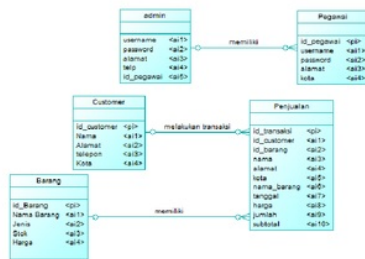 admin
username <ai1>
password <ai2>
alamat <ai3>
telp <ai4>
id_pegawai <ai5>
memiliki
Pegawai
id_pegawai <pi>
username <ai1>
password <ai2>
alamat <ai3>
kota <ai4>
Customer
id_customer <pi>
Nama <ai1>
Alamat <ai2>
telepon <ai3>
Kota <ai4>
melakukan transaksi
Penjualan
id_transaksi <pi>
id_customer <ai1>
id_barang <ai2>
nama <ai3>
alamat <ai4>
kota <ai5>
nama_barang <ai6>
tanggal <ai7>
harga <ai8>
jumlah <ai9>
subtotal <ai10>
Barang
id_Barang <pi>
Nama Barang <ai1>
Jenis <ai2>
Stok <ai3>
Harga <ai4>
memiliki